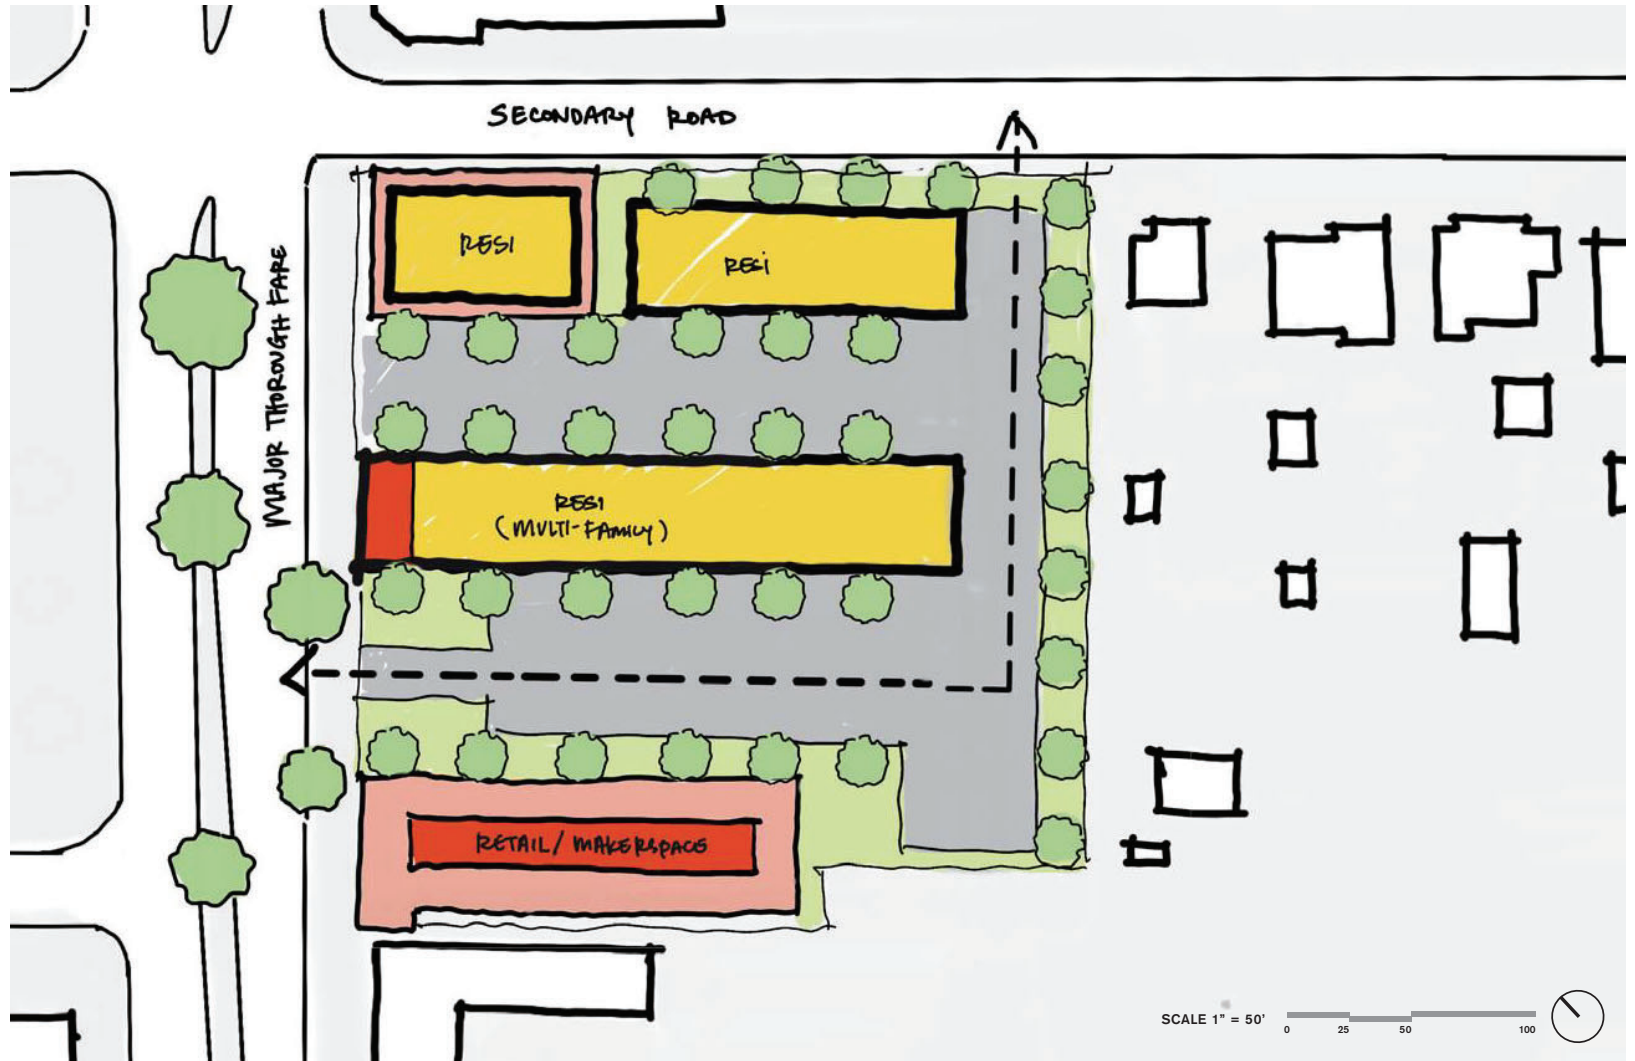 SECONDARY ROAD
RESI
RESI
MAJOR THOROUGH FARE
RESI
(MULTI-FAMILY)
RETAIL/ MAKERSPACE
SCALE 1" = 50'
0 25 50 100